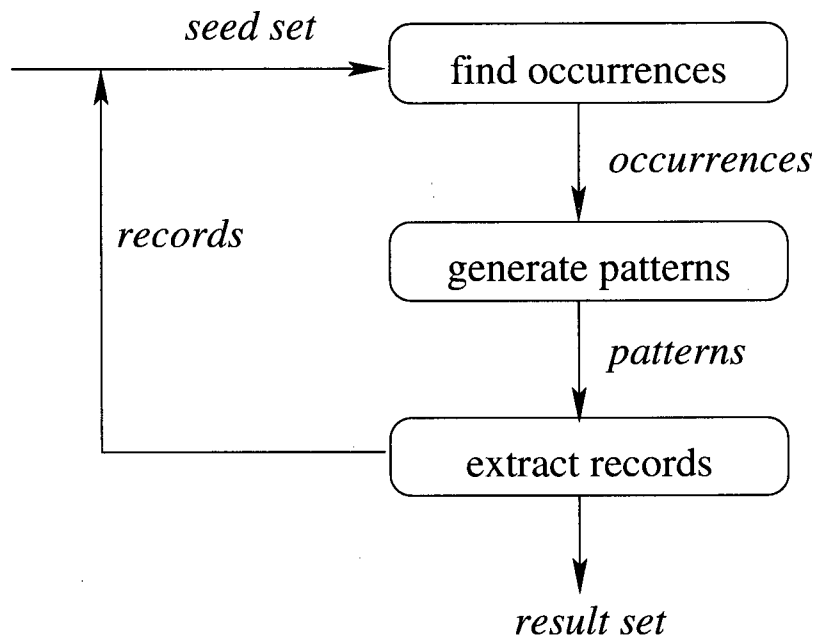 seed set
find occurrences
occurrences
records
generate patterns
patterns
extract records
result set